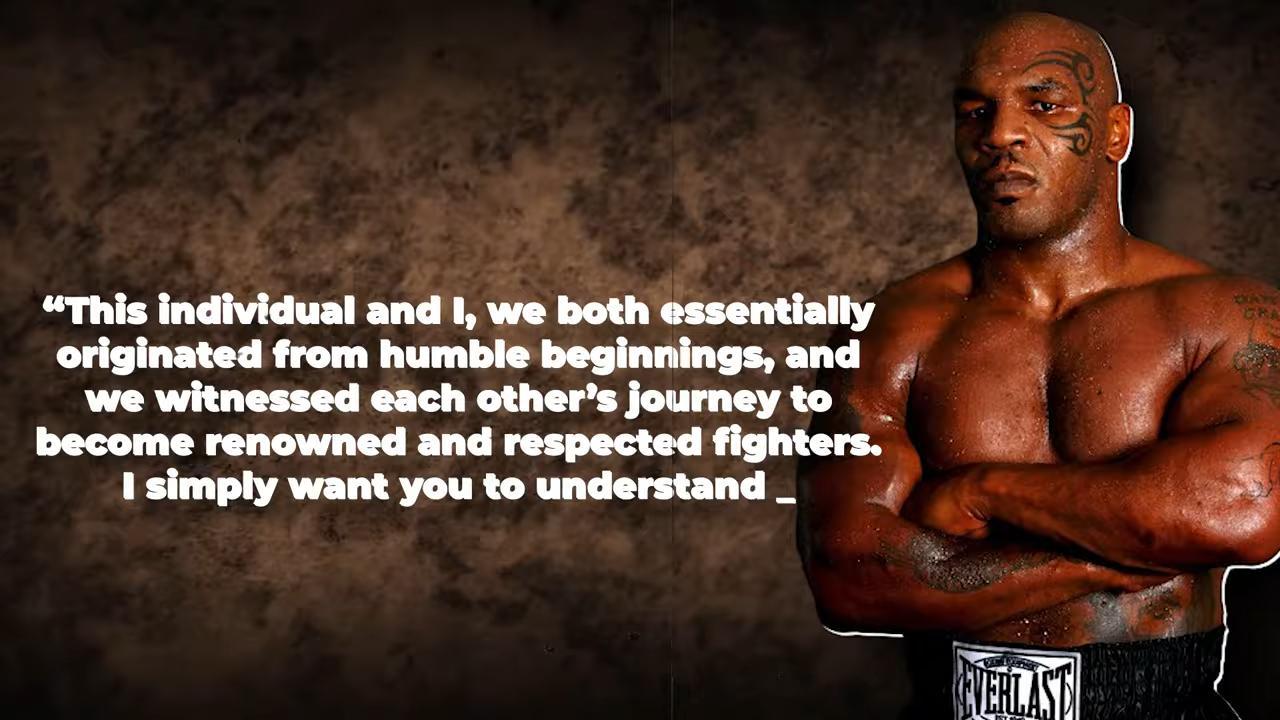 “This individual and I, we both essentially
originated from humble beginnings, and
we witnessed each other’s journey to
become renowned and respected fighters.
I simply want you to understand _
EVERLAST